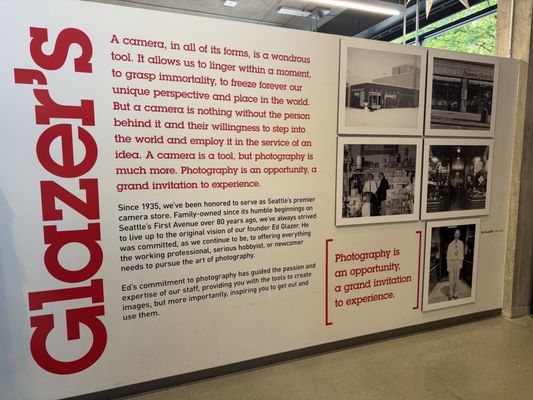 Glazer's
A camera, in all of its forms, is a wondrous
tool. It allows us to linger within a moment,
to grasp immortality, to freeze forever our
unique perspective and place in the world.
But a camera is nothing without the person
behind it and their willingness to step into
the world and employ it in the service of an
idea. A camera is a tool, but photography is
much more. Photography is an opportunity, a
grand invitation to experience.
Since 1935, we've been honored to serve as Seattle's premier
camera store. Family-owned since its humble beginnings on
Seattle's First Avenue over 80 years ago, we've always strived
to live up to the original vision of our founder Ed Glazer. He
was committed, as we continue to be, to offering everything
the working professional, serious hobbyist, or newcomer
needs to pursue the art of photography.
Ed's commitment to photography has guided the passion and
expertise of our staff, providing you with the tools to create
images, but more importantly, inspiring you to get out and
use them.
Photography is
an opportunity,
a grand invitation
to experience.